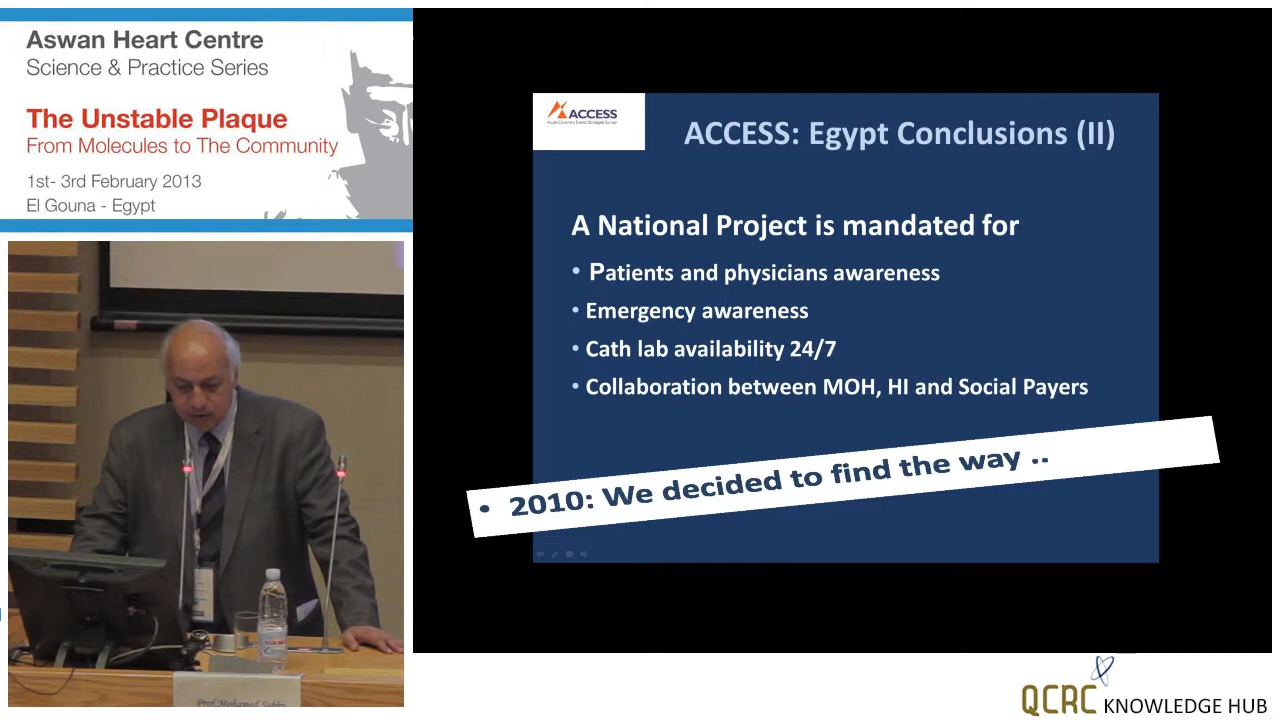 Aswan Heart Centre
Science & Practice Series
The Unstable Plaque
From Molecules to The Community
1st- 3rd February 2013
El Gouna - Egypt
ACCESS
ACCESS: Egypt Conclusions (II)
A National Project is mandated for
• Patients and physicians awareness
• Emergency awareness
• Cath lab availability 24/7
• Collaboration between MOH, HI and Social Payers
• 2010: We decided to find the way ..
Prof Mohamed Sobhy
QCRC KNOWLEDGE HUB